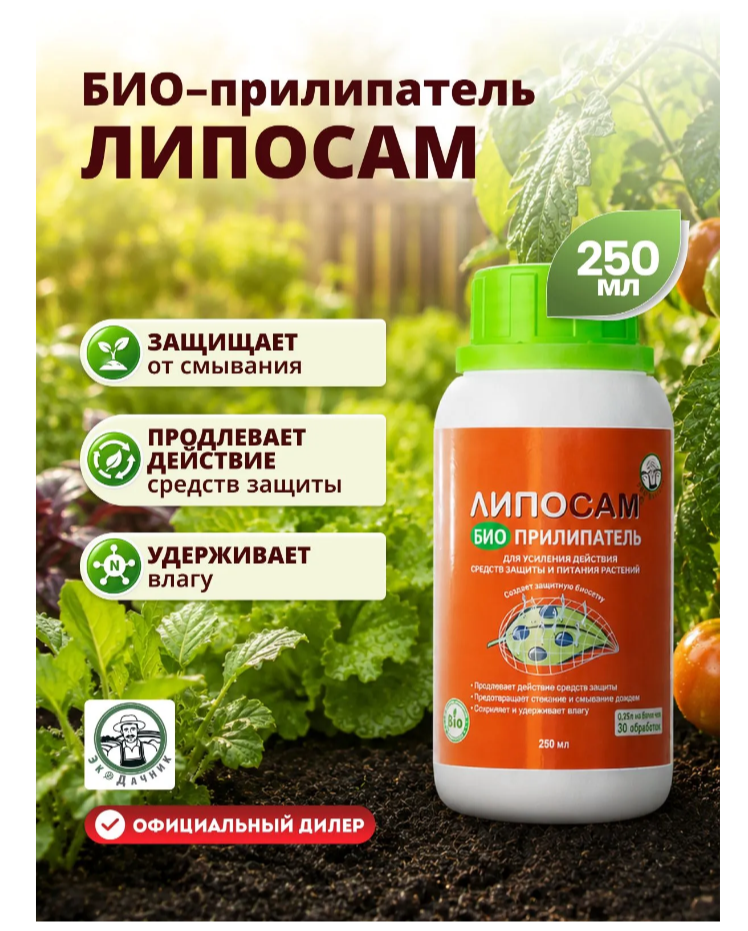 БИО–прилипатель
ЛИПОСАМ
250
мл
ЗАЩИЩАЕТ
от смывания
ПРОДЛЕВАЕТ
ДЕЙСТВИЕ
средств защиты
N
УДЕРЖИВАЕТ
влагу
ЛИПОСАМ
БИО ПРИЛИПАТЕЛЬ
ДЛЯ УСИЛЕНИЯ ДЕЙСТВИЯ
СРЕДСТВ ЗАЩИТЫ И ПИТАНИЯ РАСТЕНИЙ
Создает защитную биосетку
• Продлевает действие средств защиты
• Предотвращает стекание и смывание дождем
• Сохраняет и удерживает влагу
Bio
30 обработок
250 мл
ЭКОДАЧНИК
ОФИЦИАЛЬНЫЙ ДИЛЕР